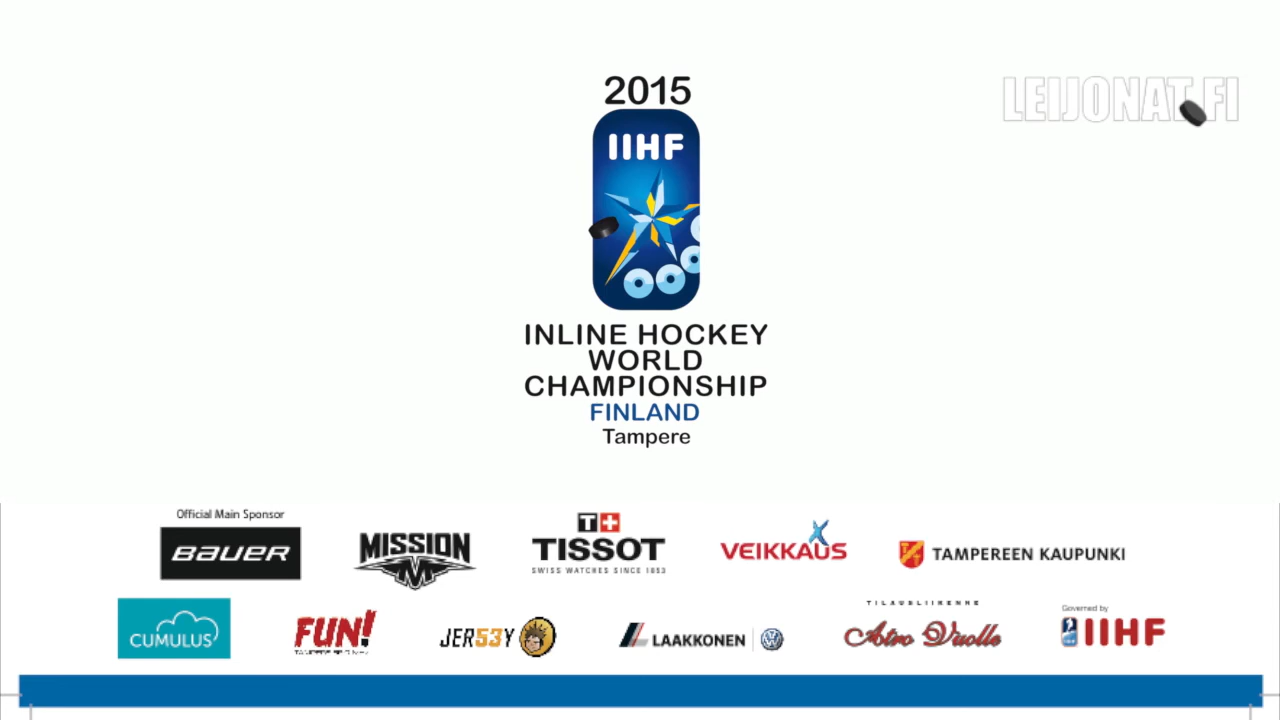 2015
LEIJONAT.FI
IIHF
INLINE HOCKEY
WORLD
CHAMPIONSHIP
FINLAND
Tampere
Official Main Sponsor
BAUER
MISSION
M
T+
TISSOT
SWISS WATCHES SINCE 1853
VEIKKAUS
TAMPEREEN KAUPUNKI
CUMULUS
FUN!
JER53Y
LAAKKONEN
TILAUSLIIKENNE
Astro Vuolle
Governed by
IIHF